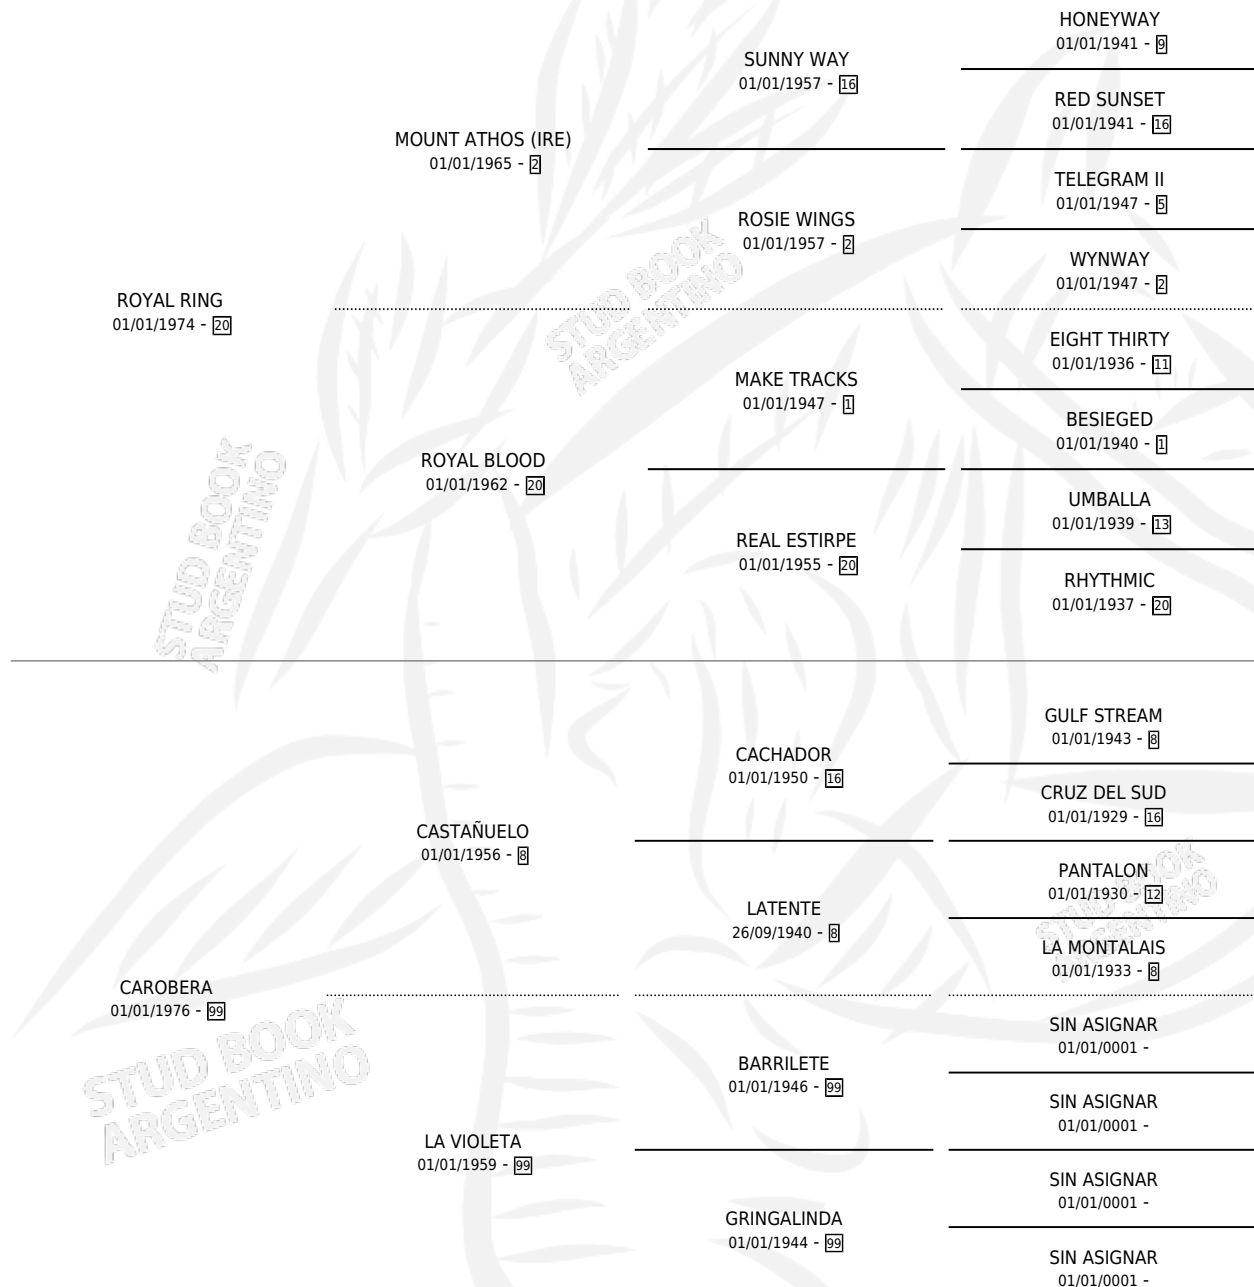 HONEYWAY
01/01/1941 - 9
SUNNY WAY
01/01/1957 - 16
RED SUNSET
01/01/1941 - 16
MOUNT ATHOS (IRE)
01/01/1965 - 2
TELEGRAM II
01/01/1947 - 5
ROSIE WINGS
01/01/1957 - 2
WYNWAY
01/01/1947 - 2
ROYAL RING
01/01/1974 - 20
EIGHT THIRTY
01/01/1936 - 11
MAKE TRACKS
01/01/1947 - 1
BESIEGED
01/01/1940 - 1
ROYAL BLOOD
01/01/1962 - 20
UMBALLA
01/01/1939 - 13
REAL ESTIRPE
01/01/1955 - 20
RHYTHMIC
01/01/1937 - 20
GULF STREAM
01/01/1943 - 8
CACHADOR
01/01/1950 - 16
CRUZ DEL SUD
01/01/1929 - 16
CASTAÑUELO
01/01/1956 - 8
PANTALON
01/01/1930 - 12
LATENTE
26/09/1940 - 8
LA MONTALAIS
01/01/1933 - 8
CAROBERA
01/01/1976 - 99
SIN ASIGNAR
01/01/0001 -
BARRILETE
01/01/1946 - 99
SIN ASIGNAR
01/01/0001 -
LA VIOLETA
01/01/1959 - 99
SIN ASIGNAR
01/01/0001 -
GRINGALINDA
01/01/1944 - 99
SIN ASIGNAR
01/01/0001 -
STUD BOOK
ARGENTINO
STUD BOOK
ARGENTINO
STUD BOOK
ARGENTINO
STUD BOOK
ARGENTINO